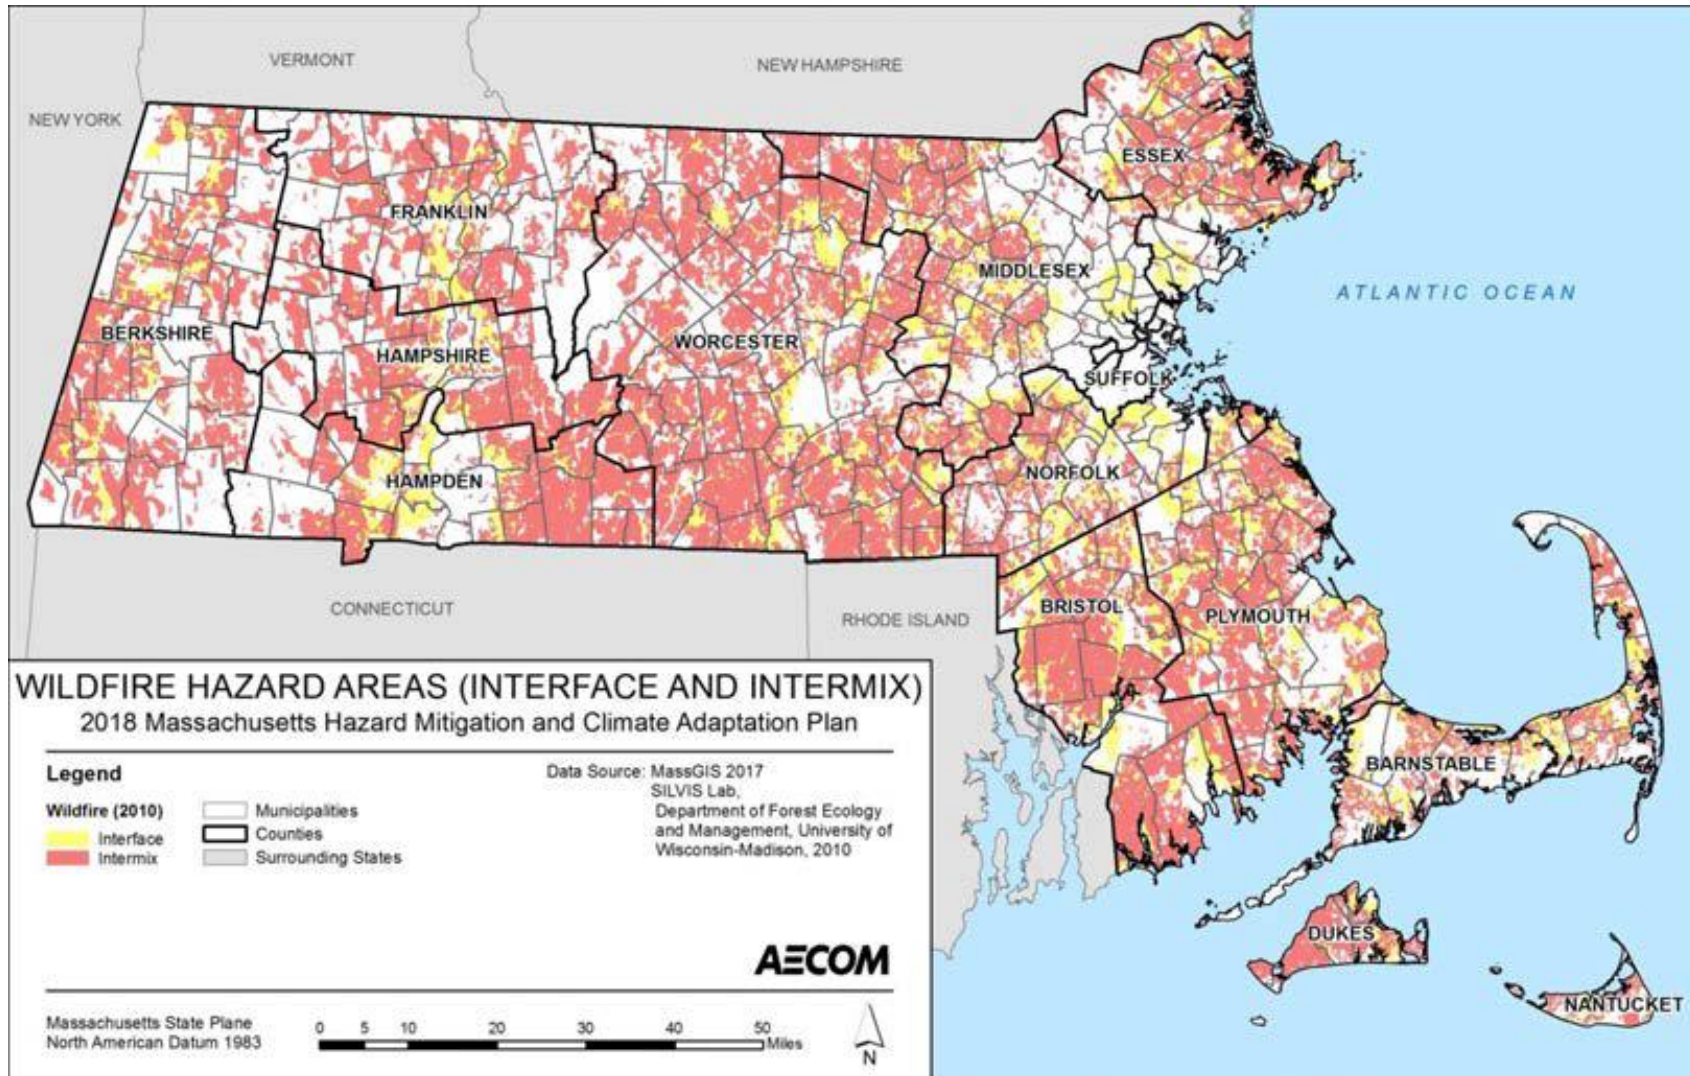 VERMONT
NEW HAMPSHIRE
NEW YORK
ESSEX
FRANKLIN
MIDDLESEX
ATLANTIC OCEAN
BERKSHIRE
HAMPSHIRE
WORCESTER
SUFFOLK
HAMPDEN
NORFOLK
CONNECTICUT
RHODE ISLAND
BRISTOL
PLYMOUTH
BARNSTABLE
DUKES
NANTUCKET
WILDFIRE HAZARD AREAS (INTERFACE AND INTERMIX)
2018 Massachusetts Hazard Mitigation and Climate Adaptation Plan
Legend
Wildfire (2010)
Interface
Intermix
Municipalities
Counties
Surrounding States
Data Source: MassGIS 2017
SILVIS Lab,
Department of Forest Ecology
and Management, University of
Wisconsin-Madison, 2010
AECOM
Massachusetts State Plane
North American Datum 1983
0 5 10 20 30 40 50
Miles
N